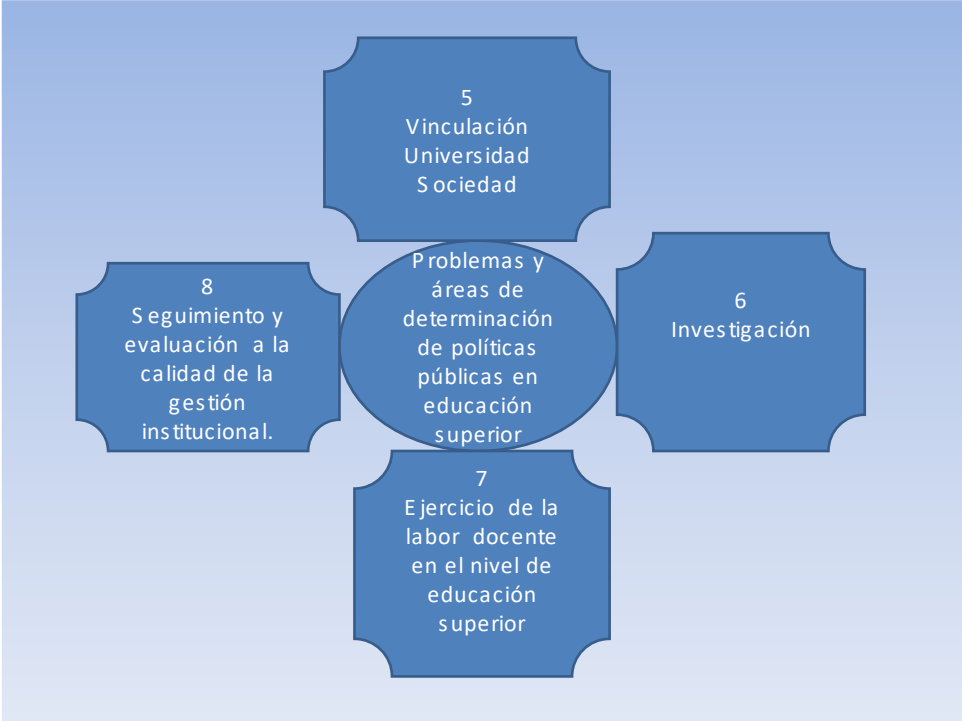 5
Vinculación
Universidad
Sociedad
Problemas y
áreas de
determinación
de políticas
públicas en
educación
superior
8
Seguimiento y
evaluación a la
calidad de la
gestión
institucional.
6
Investigación
7
Ejercicio de la
labor docente
en el nivel de
educación
superior